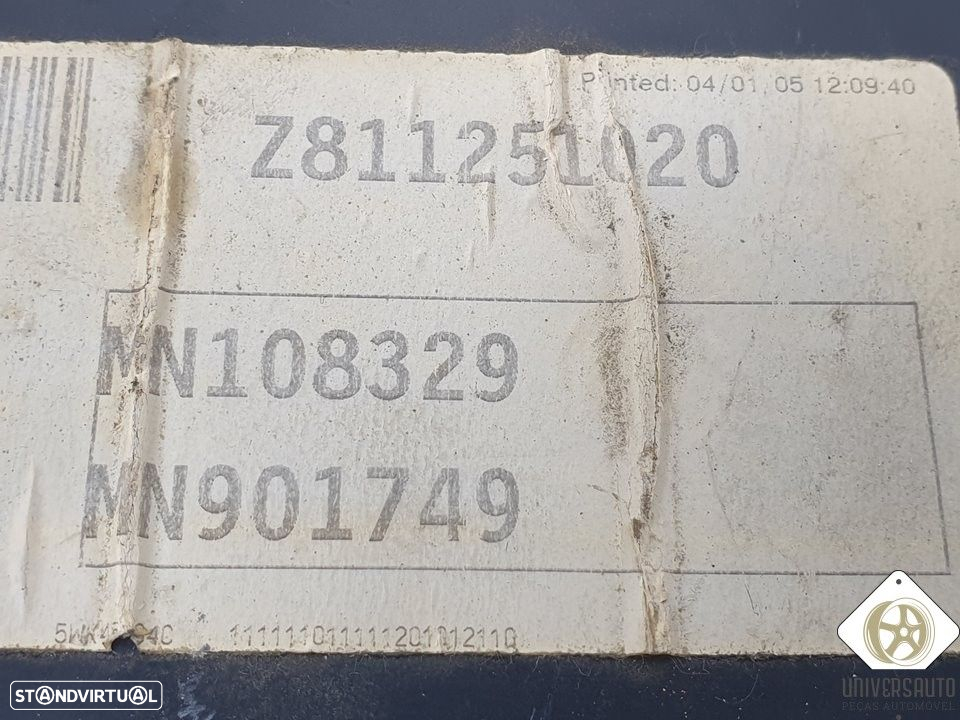 Printed: 04/01/05 12:09:40
Z811251020
MN108329
MN901749
STANDVIRTUAL
UNIVERSAUTO
PEÇAS AUTOMÓVEL